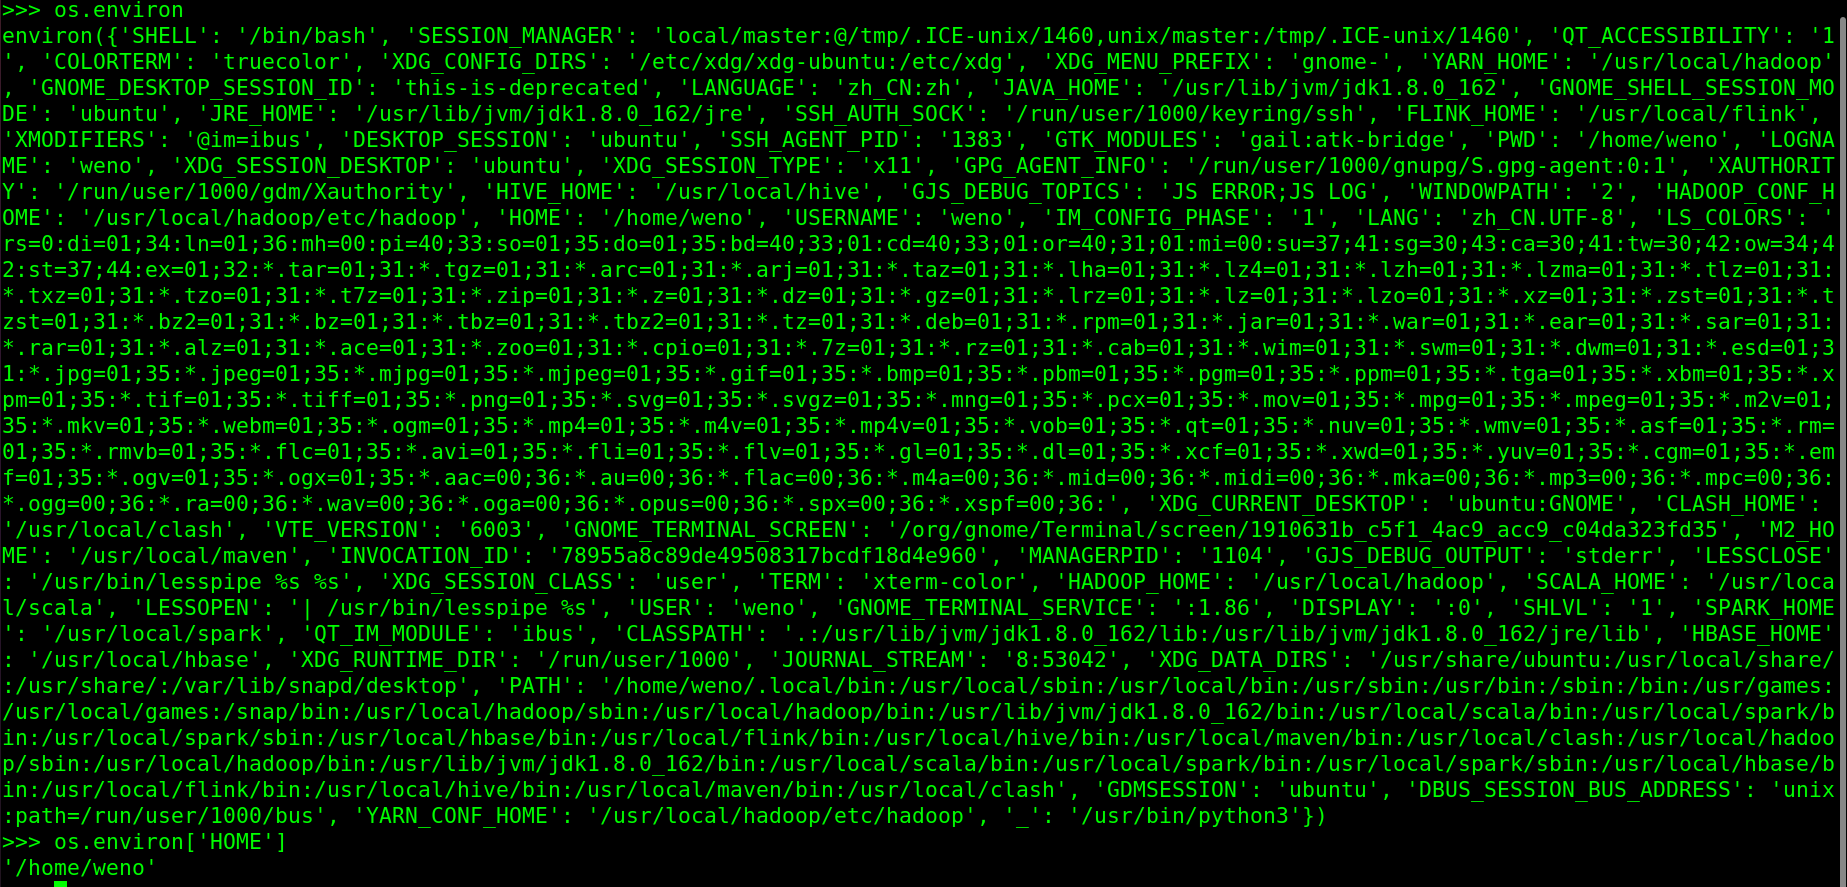 >>> os.environ
environ({'SHELL': '/bin/bash', 'SESSION_MANAGER': 'local/master:@/tmp/.ICE-unix/1460,unix/master:/tmp/.ICE-unix/1460', 'QT_ACCESSIBILITY': '1
', 'COLORTERM': 'truecolor', 'XDG_CONFIG_DIRS': '/etc/xdg/xdg-ubuntu:/etc/xdg', 'XDG_MENU_PREFIX': 'gnome-', 'YARN_HOME': '/usr/local/hadoop'
, 'GNOME_DESKTOP_SESSION_ID': 'this-is-deprecated', 'LANGUAGE': 'zh_CN:zh', 'JAVA_HOME': '/usr/lib/jvm/jdk1.8.0_162', 'GNOME_SHELL_SESSION_MO
DE': 'ubuntu', 'JRE_HOME': '/usr/lib/jvm/jdk1.8.0_162/jre', 'SSH_AUTH_SOCK': '/run/user/1000/keyring/ssh', 'FLINK_HOME': '/usr/local/flink',
'XMODIFIERS': '@im=ibus', 'DESKTOP_SESSION': 'ubuntu', 'SSH_AGENT_PID': '1383', 'GTK_MODULES': 'gail:atk-bridge', 'PWD': '/home/weno', 'LOGNA
ME': 'weno', 'XDG_SESSION_DESKTOP': 'ubuntu', 'XDG_SESSION_TYPE': 'x11', 'GPG_AGENT_INFO': '/run/user/1000/gnupg/S.gpg-agent:0:1', 'XAUTHORIT
Y': '/run/user/1000/gdm/Xauthority', 'HIVE_HOME': '/usr/local/hive', 'GJS_DEBUG_TOPICS': 'JS ERROR;JS LOG', 'WINDOWPATH': '2', 'HADOOP_CONF_H
OME': '/usr/local/hadoop/etc/hadoop', 'HOME': '/home/weno', 'USERNAME': 'weno', 'IM_CONFIG_PHASE': '1', 'LANG': 'zh_CN.UTF-8', 'LS_COLORS': '
rs=0:di=01;34:ln=01;36:mh=00:pi=40;33:so=01;35:do=01;35:bd=40;33;01:cd=40;33;01:or=40;31;01:mi=00:su=37;41:sg=30;43:ca=30;41:tw=30;42:ow=34;4
2:st=37;44:ex=01;32:*.tar=01;31:*.tgz=01;31:*.arc=01;31:*.arj=01;31:*.taz=01;31:*.lha=01;31:*.lz4=01;31:*.lzh=01;31:*.lzma=01;31:*.tlz=01;31:
*.txz=01;31:*.tzo=01;31:*.t7z=01;31:*.zip=01;31:*.z=01;31:*.dz=01;31:*.gz=01;31:*.lrz=01;31:*.lz=01;31:*.lzo=01;31:*.xz=01;31:*.zst=01;31:*.t
zst=01;31:*.bz2=01;31:*.bz=01;31:*.tbz=01;31:*.tbz2=01;31:*.tz=01;31:*.deb=01;31:*.rpm=01;31:*.jar=01;31:*.war=01;31:*.ear=01;31:*.sar=01;31:
*.rar=01;31:*.alz=01;31:*.ace=01;31:*.zoo=01;31:*.cpio=01;31:*.7z=01;31:*.rz=01;31:*.cab=01;31:*.wim=01;31:*.swm=01;31:*.dwm=01;31:*.esd=01;3
1:*.jpg=01;35:*.jpeg=01;35:*.mjpg=01;35:*.mjpeg=01;35:*.gif=01;35:*.bmp=01;35:*.pbm=01;35:*.pgm=01;35:*.ppm=01;35:*.tga=01;35:*.xbm=01;35:*.x
pm=01;35:*.tif=01;35:*.tiff=01;35:*.png=01;35:*.svg=01;35:*.svgz=01;35:*.mng=01;35:*.pcx=01;35:*.mov=01;35:*.mpg=01;35:*.mpeg=01;35:*.m2v=01;
35:*.mkv=01;35:*.webm=01;35:*.ogm=01;35:*.mp4=01;35:*.m4v=01;35:*.mp4v=01;35:*.vob=01;35:*.qt=01;35:*.nuv=01;35:*.wmv=01;35:*.asf=01;35:*.rm=
01;35:*.rmvb=01;35:*.flc=01;35:*.avi=01;35:*.fli=01;35:*.flv=01;35:*.gl=01;35:*.dl=01;35:*.xcf=01;35:*.xwd=01;35:*.yuv=01;35:*.cgm=01;35:*.em
f=01;35:*.ogv=01;35:*.ogx=01;35:*.aac=00;36:*.au=00;36:*.flac=00;36:*.m4a=00;36:*.mid=00;36:*.midi=00;36:*.mka=00;36:*.mp3=00;36:*.mpc=00;36:
*.ogg=00;36:*.ra=00;36:*.wav=00;36:*.oga=00;36:*.opus=00;36:*.spx=00;36:*.xspf=00;36:', 'XDG_CURRENT_DESKTOP': 'ubuntu:GNOME', 'CLASH_HOME':
'/usr/local/clash', 'VTE_VERSION': '6003', 'GNOME_TERMINAL_SCREEN': '/org/gnome/Terminal/screen/1910631b_c5f1_4ac9_acc9_c04da323fd35', 'M2_HO
ME': '/usr/local/maven', 'INVOCATION_ID': '78955a8c89de49508317bcdf18d4e960', 'MANAGERPID': '1104', 'GJS_DEBUG_OUTPUT': 'stderr', 'LESSCLOSE'
: '/usr/bin/lesspipe %s %s', 'XDG_SESSION_CLASS': 'user', 'TERM': 'xterm-color', 'HADOOP_HOME': '/usr/local/hadoop', 'SCALA_HOME': '/usr/loca
l/scala', 'LESSOPEN': '| /usr/bin/lesspipe %s', 'USER': 'weno', 'GNOME_TERMINAL_SERVICE': ':1.86', 'DISPLAY': ':0', 'SHLVL': '1', 'SPARK_HOME
': '/usr/local/spark', 'QT_IM_MODULE': 'ibus', 'CLASSPATH': '.:/usr/lib/jvm/jdk1.8.0_162/lib:/usr/lib/jvm/jdk1.8.0_162/jre/lib', 'HBASE_HOME'
: '/usr/local/hbase', 'XDG_RUNTIME_DIR': '/run/user/1000', 'JOURNAL_STREAM': '8:53042', 'XDG_DATA_DIRS': '/usr/share/ubuntu:/usr/local/share/
:/usr/share/:/var/lib/snapd/desktop', 'PATH': '/home/weno/.local/bin:/usr/local/sbin:/usr/local/bin:/usr/sbin:/usr/bin:/sbin:/bin:/usr/games:
/usr/local/games:/snap/bin:/usr/local/hadoop/sbin:/usr/local/hadoop/bin:/usr/lib/jvm/jdk1.8.0_162/bin:/usr/local/scala/bin:/usr/local/spark/b
in:/usr/local/spark/sbin:/usr/local/hbase/bin:/usr/local/flink/bin:/usr/local/hive/bin:/usr/local/maven/bin:/usr/local/clash:/usr/local/hadoo
p/sbin:/usr/local/hadoop/bin:/usr/lib/jvm/jdk1.8.0_162/bin:/usr/local/scala/bin:/usr/local/spark/bin:/usr/local/spark/sbin:/usr/local/hbase/b
in:/usr/local/flink/bin:/usr/local/hive/bin:/usr/local/maven/bin:/usr/local/clash', 'GDMSESSION': 'ubuntu', 'DBUS_SESSION_BUS_ADDRESS': 'unix
:path=/run/user/1000/bus', 'YARN_CONF_HOME': '/usr/local/hadoop/etc/hadoop', '_': '/usr/bin/python3'})
>>> os.environ['HOME']
'/home/weno'